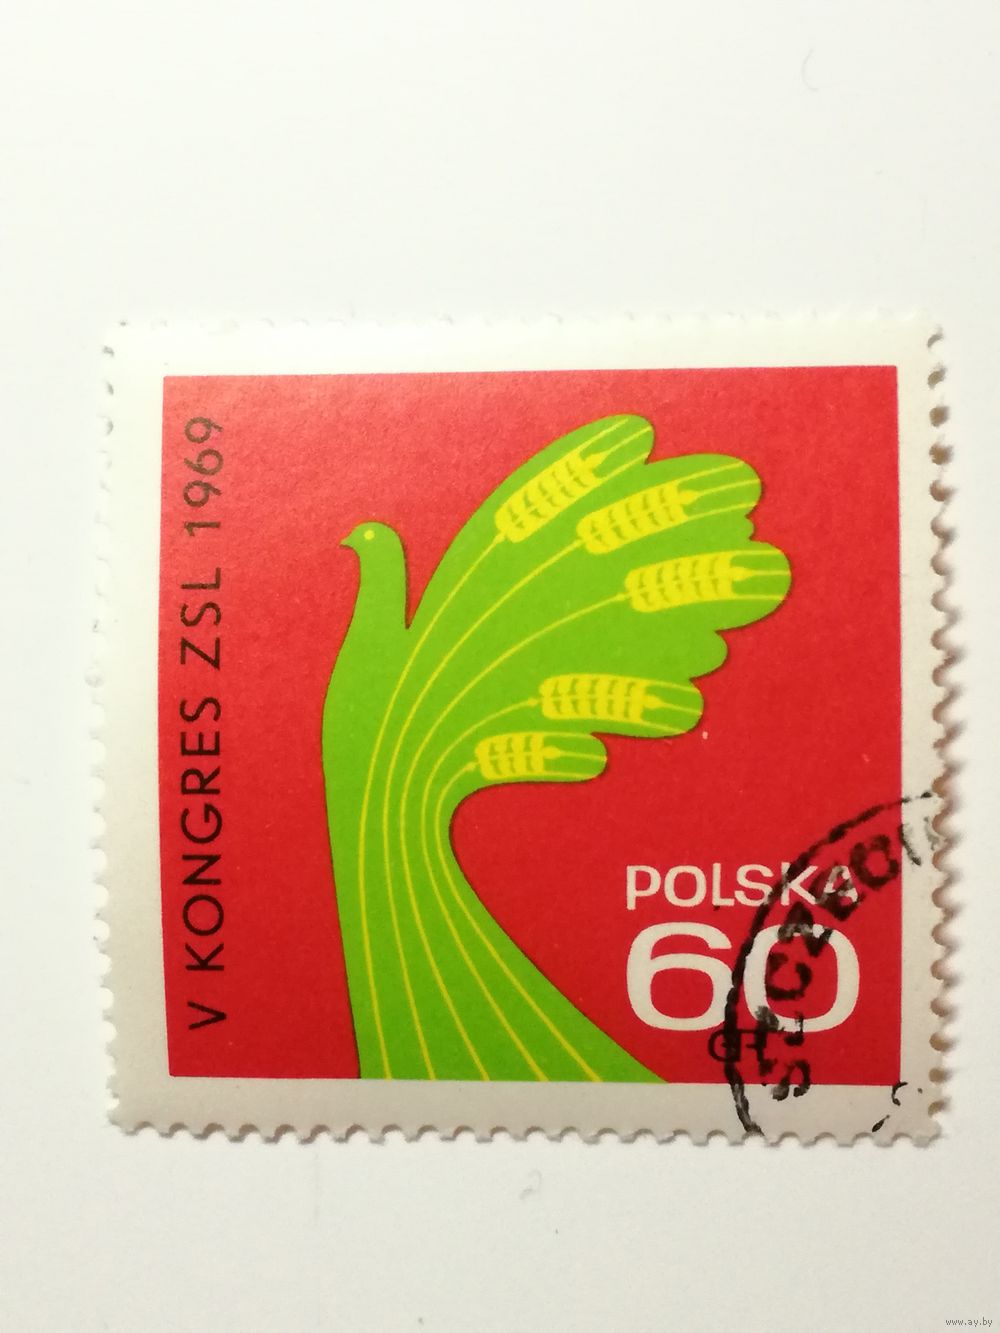 V KONGRES ZSL 1969
POLSKA
60
GR
www.ay.by